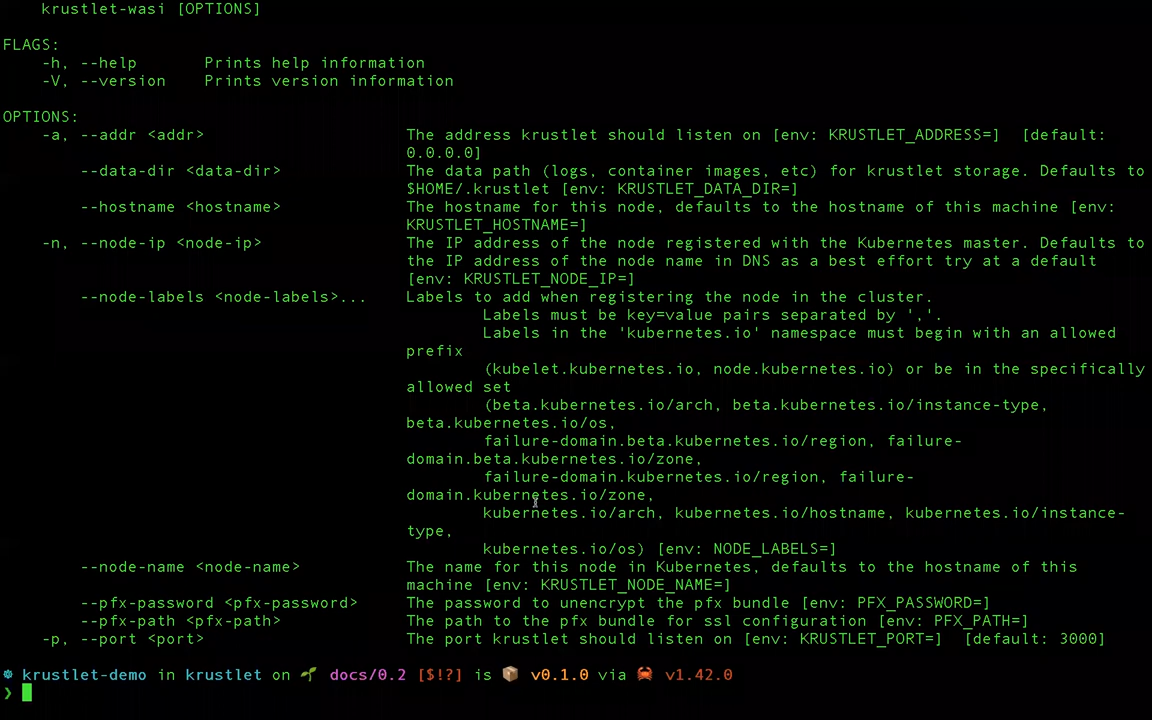 krustlet-wasi [OPTIONS]
FLAGS:
-h, --help Prints help information
-V, --version Prints version information
OPTIONS:
-a, --addr <addr> The address krustlet should listen on [env: KRUSTLET_ADDRESS=] [default:
0.0.0.0]
--data-dir <data-dir> The data path (logs, container images, etc) for krustlet storage. Defaults to
$HOME/.krustlet [env: KRUSTLET_DATA_DIR=]
--hostname <hostname> The hostname for this node, defaults to the hostname of this machine [env:
KRUSTLET_HOSTNAME=]
-n, --node-ip <node-ip> The IP address of the node registered with the Kubernetes master. Defaults to
the IP address of the node name in DNS as a best effort try at a default
[env: KRUSTLET_NODE_IP=]
--node-labels <node-labels>... Labels to add when registering the node in the cluster.
Labels must be key=value pairs separated by ','.
Labels in the 'kubernetes.io' namespace must begin with an allowed
prefix
(kubelet.kubernetes.io, node.kubernetes.io) or be in the specifically
allowed set
(beta.kubernetes.io/arch, beta.kubernetes.io/instance-type,
beta.kubernetes.io/os,
failure-domain.beta.kubernetes.io/region, failure-
domain.beta.kubernetes.io/zone,
failure-domain.kubernetes.io/region, failure-
domain.kubernetes.io/zone,
kubernetes.io/arch, kubernetes.io/hostname, kubernetes.io/instance-
type,
kubernetes.io/os) [env: NODE_LABELS=]
--node-name <node-name> The name for this node in Kubernetes, defaults to the hostname of this
machine [env: KRUSTLET_NODE_NAME=]
--pfx-password <pfx-password> The password to unencrypt the pfx bundle [env: PFX_PASSWORD=]
--pfx-path <pfx-path> The path to the pfx bundle for ssl configuration [env: PFX_PATH=]
-p, --port <port> The port krustlet should listen on [env: KRUSTLET_PORT=] [default: 3000]
☸ krustlet-demo in krustlet on 🌱 docs/0.2 [$!?] is 📦 v0.1.0 via 🦀 v1.42.0
❯